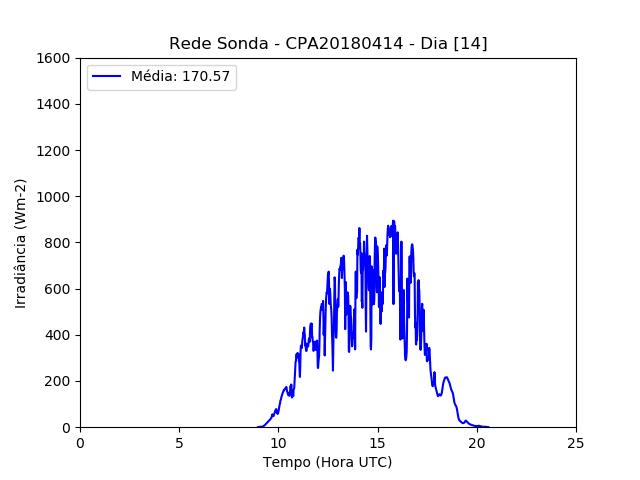 Rede Sonda - CPA20180414 - Dia [14]
Média: 170.57
1600
1400
1200
1000
800
600
400
200
0
Irradiância (Wm-2)
0 5 10 15 20 25
Tempo (Hora UTC)